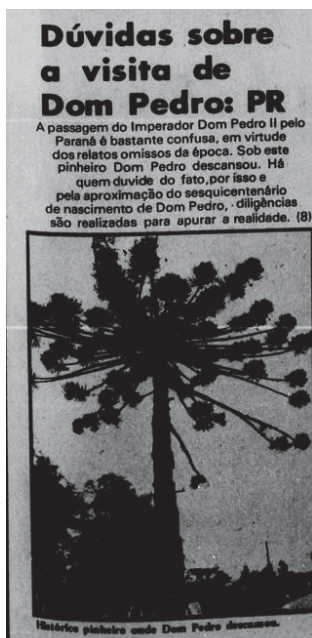 Dúvidas sobre
a visita de
Dom Pedro: PR
A passagem do Imperador Dom Pedro II pelo
Paraná é bastante confusa, em virtude
dos relatos omissos da época. Sob este
pinheiro Dom Pedro descansou. Há
quem duvide do fato,por isso e
pela aproximação do sesquicentenário
de nascimento de Dom Pedro, diligências
são realizadas para apurar a realidade. (8)
Histórico pinheiro onde Dom Pedro descansou.